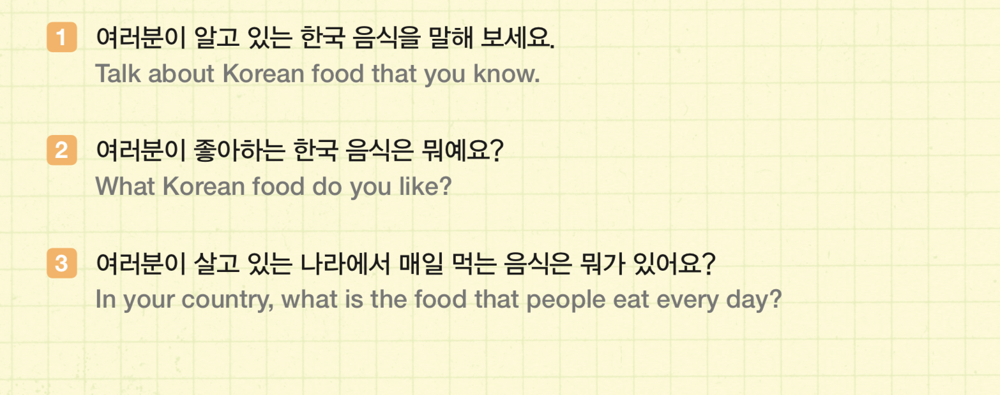 1 여러분이 알고 있는 한국 음식을 말해 보세요.
Talk about Korean food that you know.
2 여러분이 좋아하는 한국 음식은 뭐예요?
What Korean food do you like?
3 여러분이 살고 있는 나라에서 매일 먹는 음식은 뭐가 있어요?
In your country, what is the food that people eat every day?